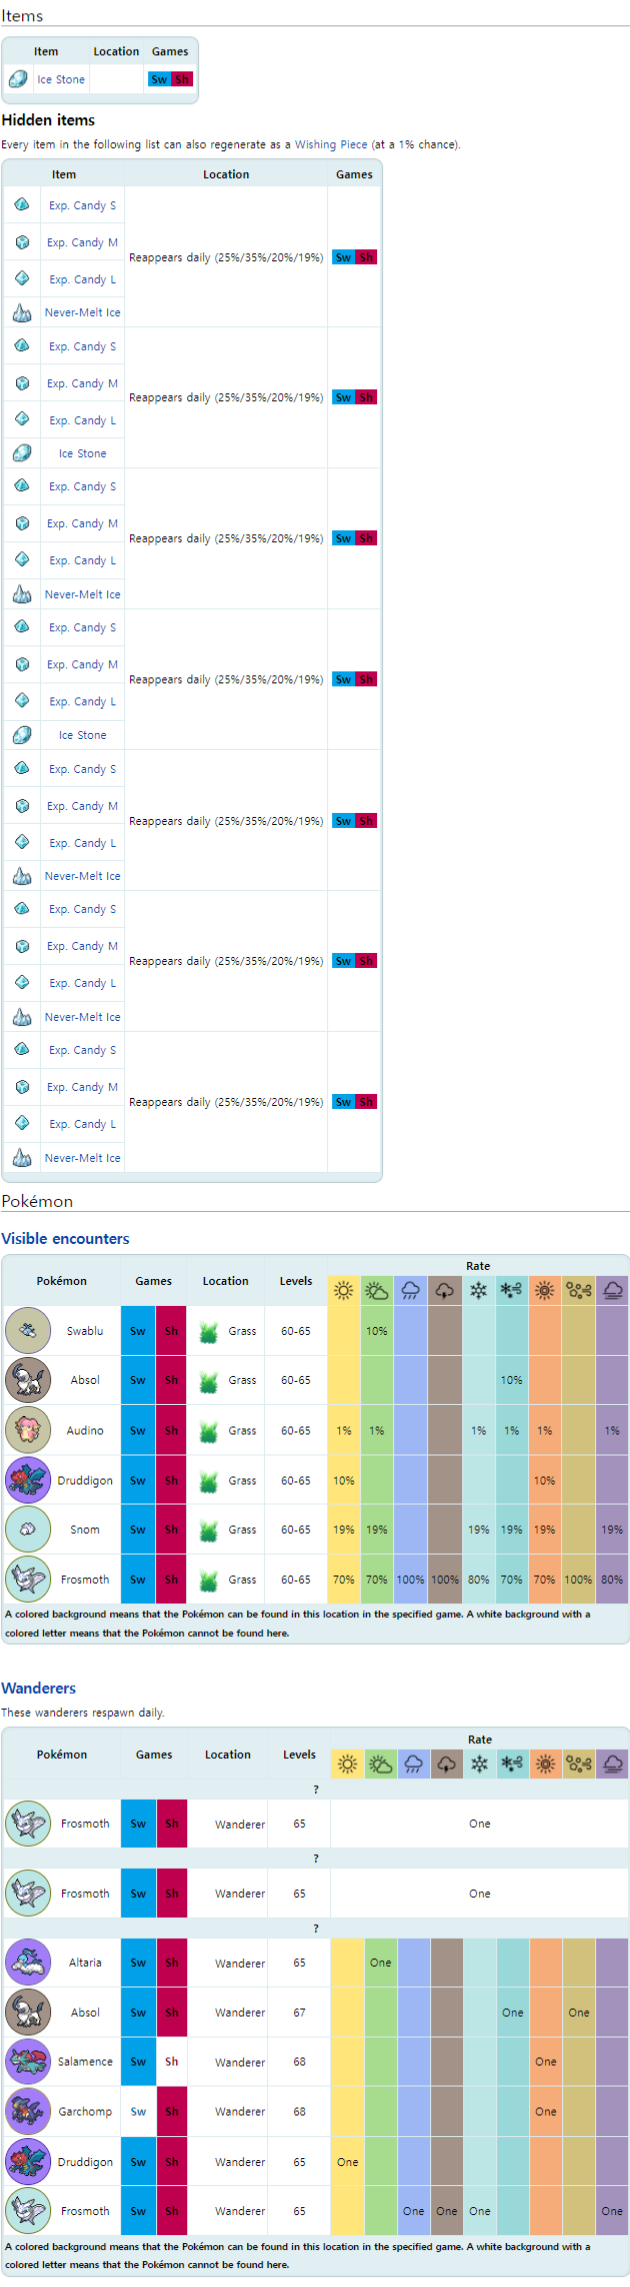 Items
Item Location Games
Ice Stone Sw Sh
Hidden items
Every item in the following list can also regenerate as a Wishing Piece (at a 1% chance).
Item Location Games
Exp. Candy S
Exp. Candy M
Reappears daily (25%/35%/20%/19%) Sw Sh
Exp. Candy L
Never-Melt Ice
Exp. Candy S
Exp. Candy M
Reappears daily (25%/35%/20%/19%) Sw Sh
Exp. Candy L
Ice Stone
Exp. Candy S
Exp. Candy M
Reappears daily (25%/35%/20%/19%) Sw Sh
Exp. Candy L
Never-Melt Ice
Exp. Candy S
Exp. Candy M
Reappears daily (25%/35%/20%/19%) Sw Sh
Exp. Candy L
Ice Stone
Exp. Candy S
Exp. Candy M
Reappears daily (25%/35%/20%/19%) Sw Sh
Exp. Candy L
Never-Melt Ice
Exp. Candy S
Exp. Candy M
Reappears daily (25%/35%/20%/19%) Sw Sh
Exp. Candy L
Never-Melt Ice
Exp. Candy S
Exp. Candy M
Reappears daily (25%/35%/20%/19%) Sw Sh
Exp. Candy L
Never-Melt Ice
Pokémon
Visible encounters
Pokémon Games Location Levels Rate
Swablu Sw Sh Grass 60-65 10%
Absol Sw Sh Grass 60-65 10%
Audino Sw Sh Grass 60-65 1% 1% 1% 1% 1% 1%
Druddigon Sw Sh Grass 60-65 10% 10%
Snom Sw Sh Grass 60-65 19% 19% 19% 19% 19% 19%
Frosmoth Sw Sh Grass 60-65 70% 70% 100% 100% 80% 70% 70% 100% 80%
A colored background means that the Pokémon can be found in this location in the specified game. A white background with a
colored letter means that the Pokémon cannot be found here.
Wanderers
These wanderers respawn daily.
Pokémon Games Location Levels Rate
?
Frosmoth Sw Sh Wanderer 65 One
?
Frosmoth Sw Sh Wanderer 65 One
?
Altaria Sw Sh Wanderer 65 One
Absol Sw Sh Wanderer 67 One One
Salamence Sw Sh Wanderer 68 One
Garchomp Sw Sh Wanderer 68 One
Druddigon Sw Sh Wanderer 65 One
Frosmoth Sw Sh Wanderer 65 One One One One
A colored background means that the Pokémon can be found in this location in the specified game. A white background with a
colored letter means that the Pokémon cannot be found here.